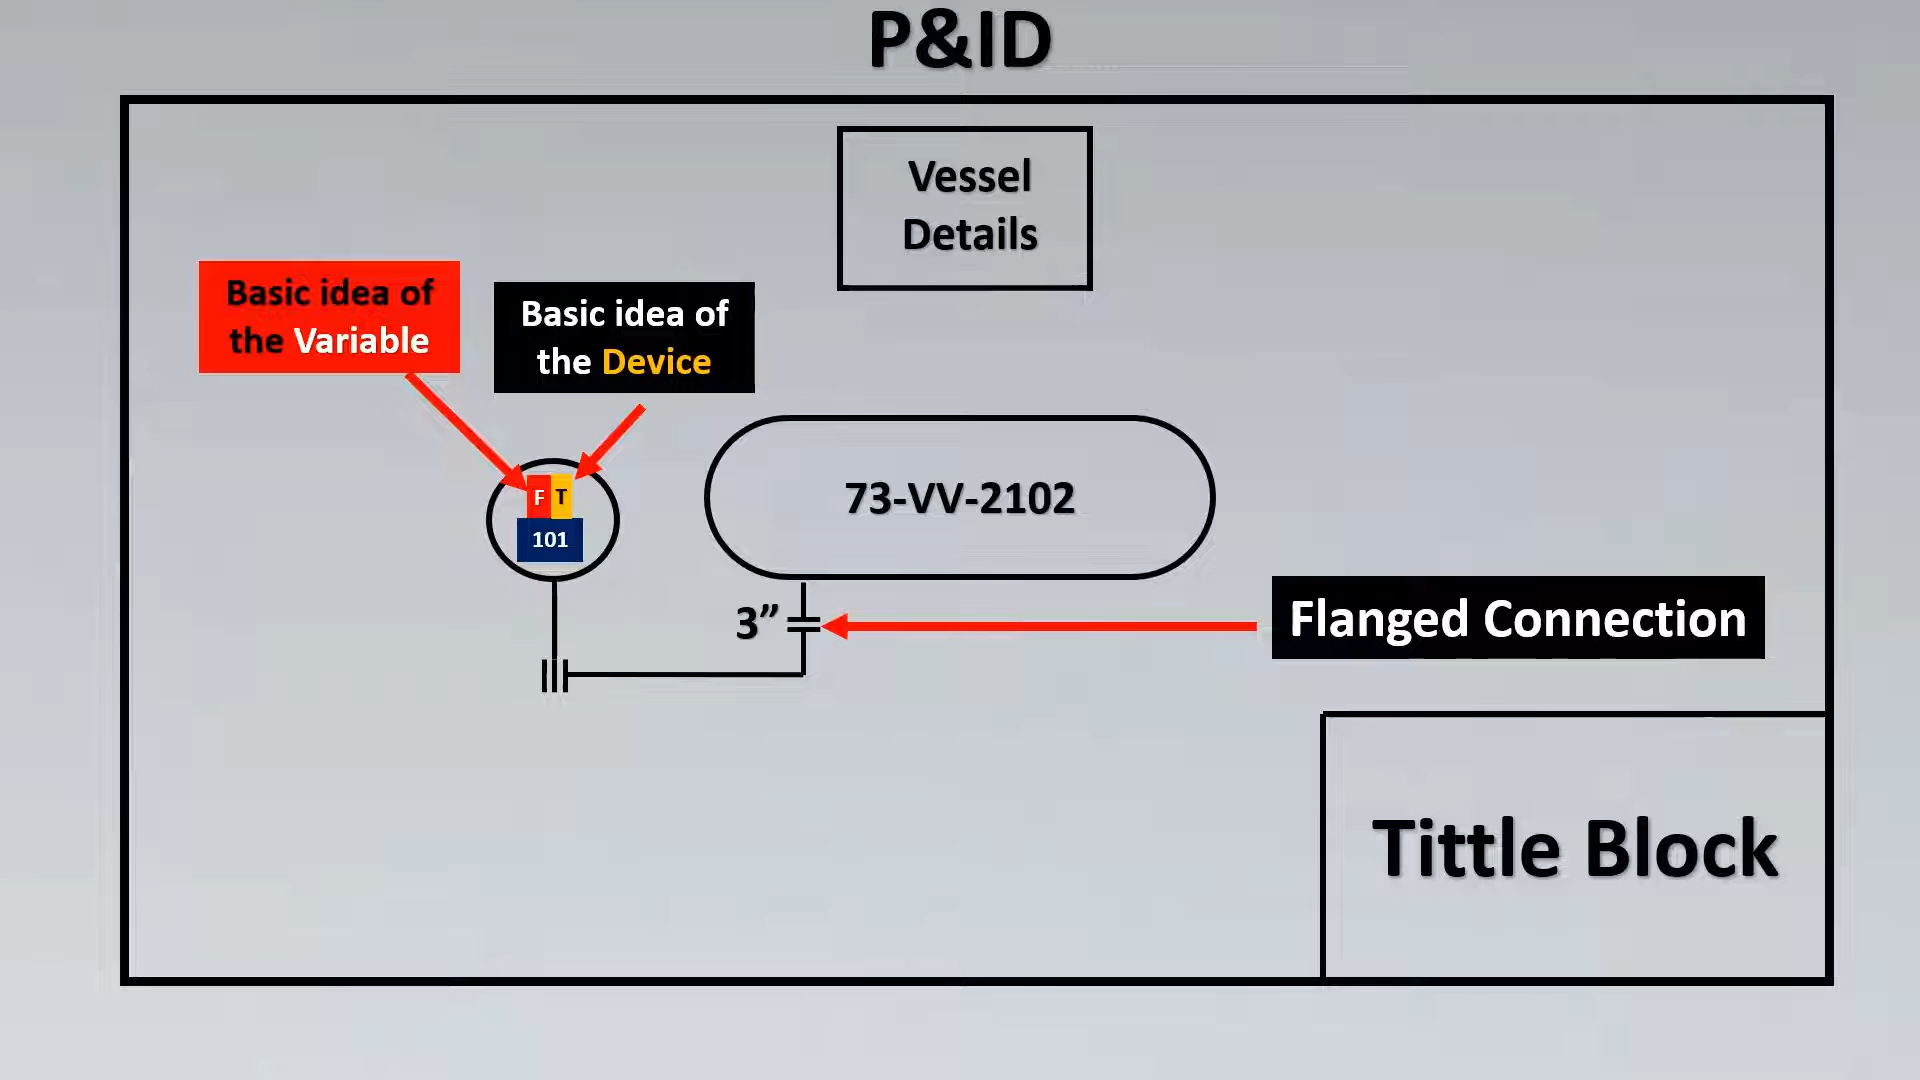 P&ID
Vessel
Details
Basic idea of
the Variable
Basic idea of
the Device
F T
101
73-VV-2102
3”
Flanged Connection
Tittle Block